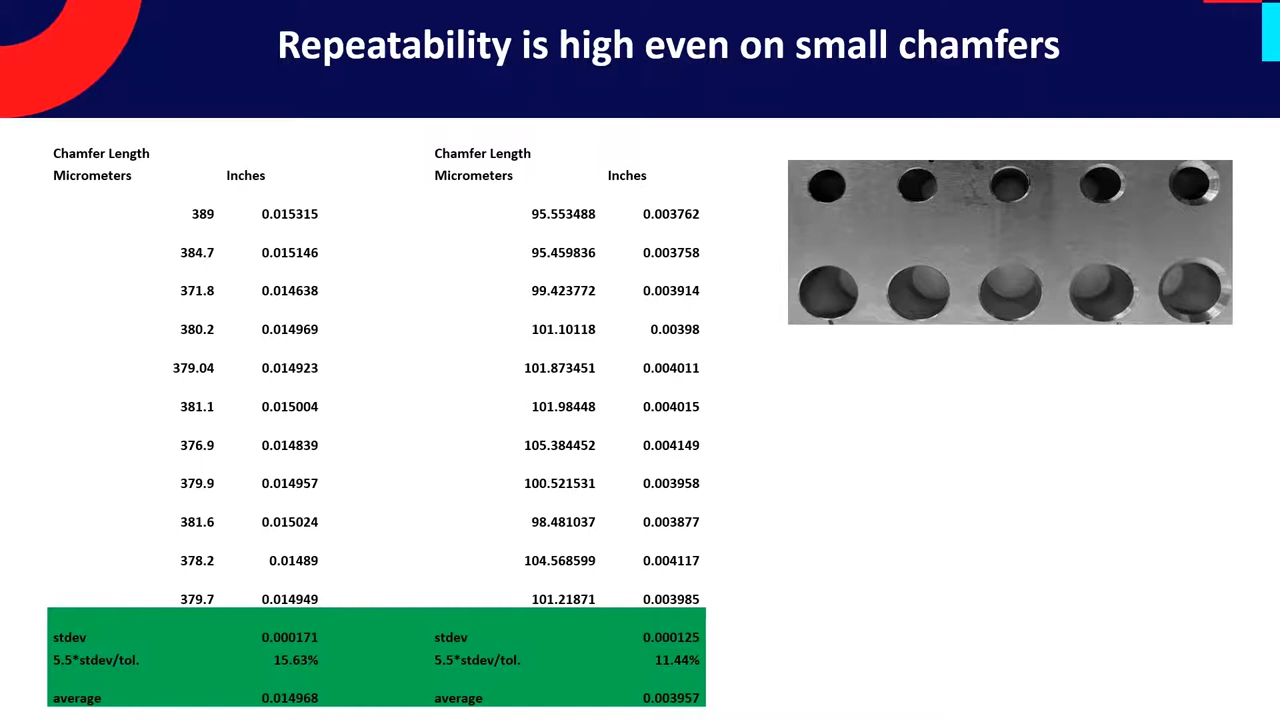 Repeatability is high even on small chamfers
Chamfer Length Chamfer Length
Micrometers Inches Micrometers Inches
389 0.015315 95.553488 0.003762
384.7 0.015146 95.459836 0.003758
371.8 0.014638 99.423772 0.003914
380.2 0.014969 101.10118 0.00398
379.04 0.014923 101.873451 0.004011
381.1 0.015004 101.98448 0.004015
376.9 0.014839 105.384452 0.004149
379.9 0.014957 100.521531 0.003958
381.6 0.015024 98.481037 0.003877
378.2 0.01489 104.568599 0.004117
379.7 0.014949 101.21871 0.003985
stdev 0.000171 stdev 0.000125
5.5*stdev/tol. 15.63% 5.5*stdev/tol. 11.44%
average 0.014968 average 0.003957